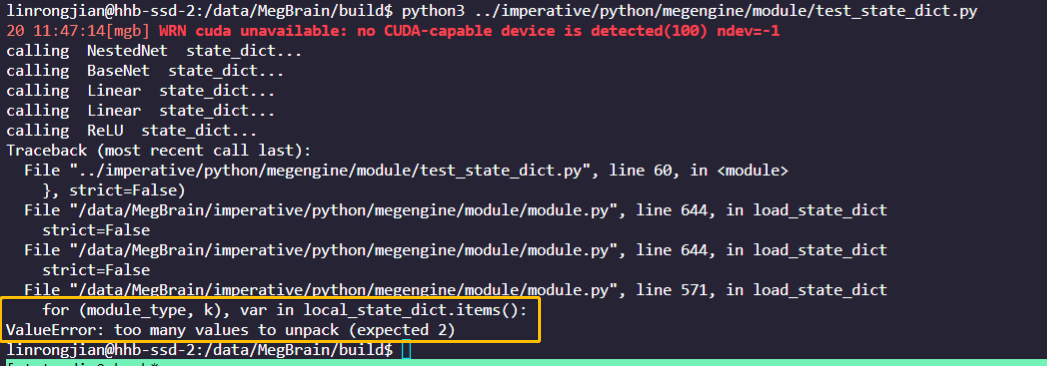 linrongjian@hhb-ssd-2:/data/MegBrain/build$ python3 ../imperative/python/megengine/module/test_state_dict.py
20 11:47:14[mgb] WRN cuda unavailable: no CUDA-capable device is detected(100) ndev=-1
calling  NestedNet  state_dict...
calling  BaseNet  state_dict...
calling  Linear  state_dict...
calling  Linear  state_dict...
calling  ReLU  state_dict...
Traceback (most recent call last):
  File "../imperative/python/megengine/module/test_state_dict.py", line 60, in <module>
    }, strict=False)
  File "/data/MegBrain/imperative/python/megengine/module/module.py", line 644, in load_state_dict
    strict=False
  File "/data/MegBrain/imperative/python/megengine/module/module.py", line 644, in load_state_dict
    strict=False
  File "/data/MegBrain/imperative/python/megengine/module/module.py", line 571, in load_state_dict
    for (module_type, k), var in local_state_dict.items():
ValueError: too many values to unpack (expected 2)
linrongjian@hhb-ssd-2:/data/MegBrain/build$